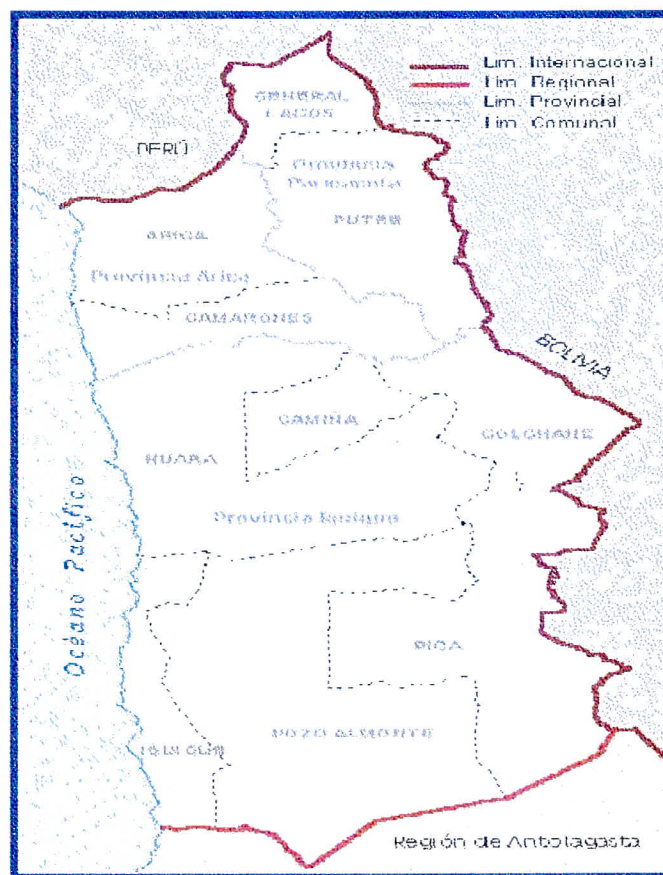 Lim. Internacional
Lim. Regional
Lim. Provincial
Lim. Comunal
GENERAL
LAGOS
PERÚ
Provincia
Parinacota
PUTRE
ARICA
Provincia Arica
CAMARONES
BOLIVIA
CAMIÑA
COLCHANE
HUARA
Provincia Iquique
Océano Pacífico
PICA
POZO ALMONTE
IQUIQUE
Región de Antofagasta